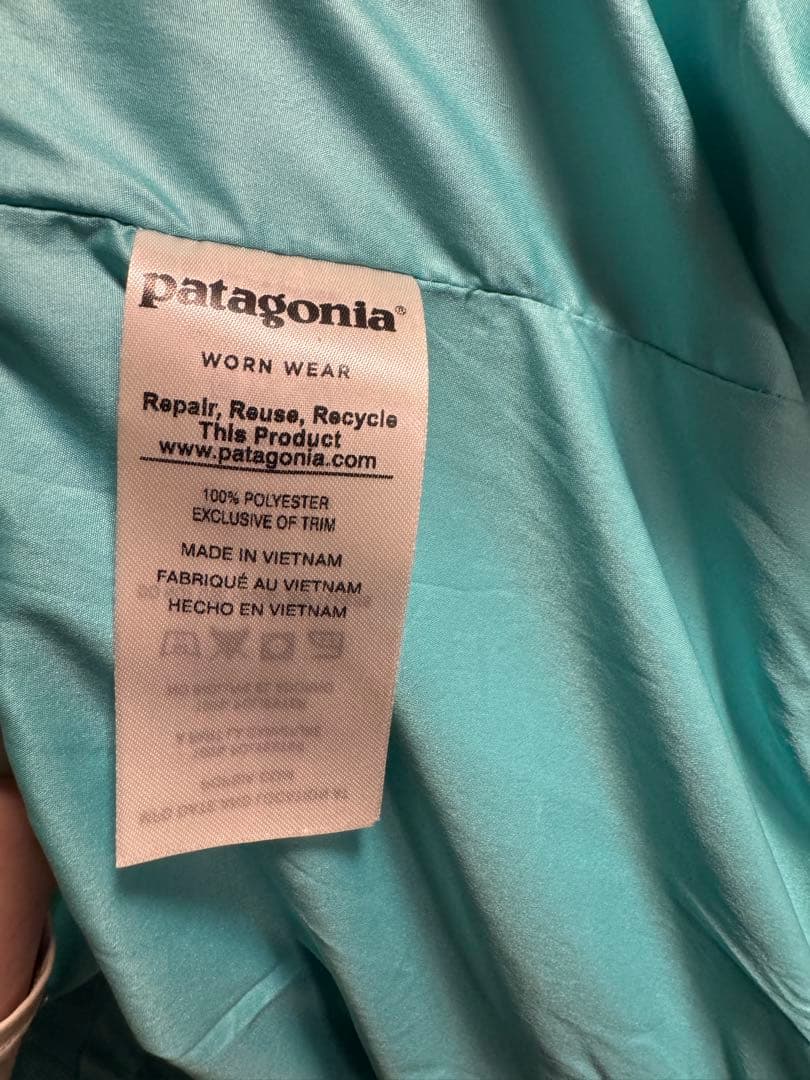 patagonia®
WORN WEAR
Repair, Reuse, Recycle
This Product
www.patagonia.com
100% POLYESTER
EXCLUSIVE OF TRIM
MADE IN VIETNAM
FABRIQUÉ AU VIETNAM
HECHO EN VIETNAM